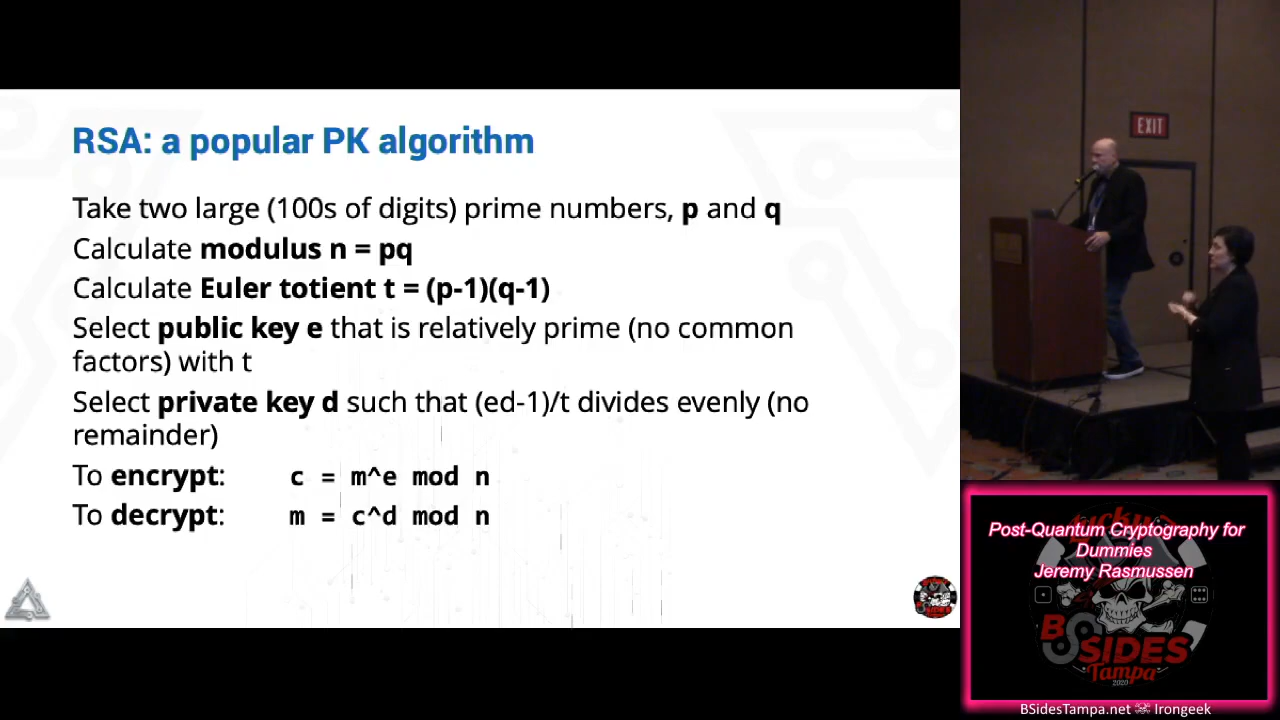 RSA: a popular PK algorithm
Take two large (100s of digits) prime numbers, p and q
Calculate modulus n = pq
Calculate Euler totient t = (p-1)(q-1)
Select public key e that is relatively prime (no common
factors) with t
Select private key d such that (ed-1)/t divides evenly (no
remainder)
To encrypt: c = m^e mod n
To decrypt: m = c^d mod n
EXIT
Post-Quantum Cryptography for
Dummies
Jeremy Rasmussen
BSIDES
Tampa
2020
BSidesTampa.net Irongeek